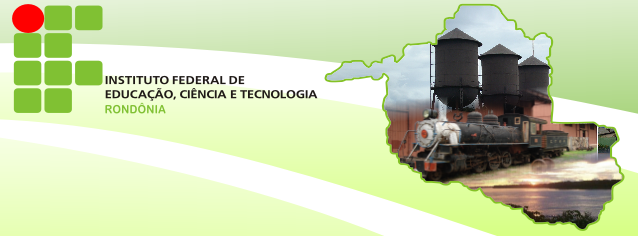 INSTITUTO FEDERAL DE
EDUCAÇÃO, CIÊNCIA E TECNOLOGIA
RONDÔNIA